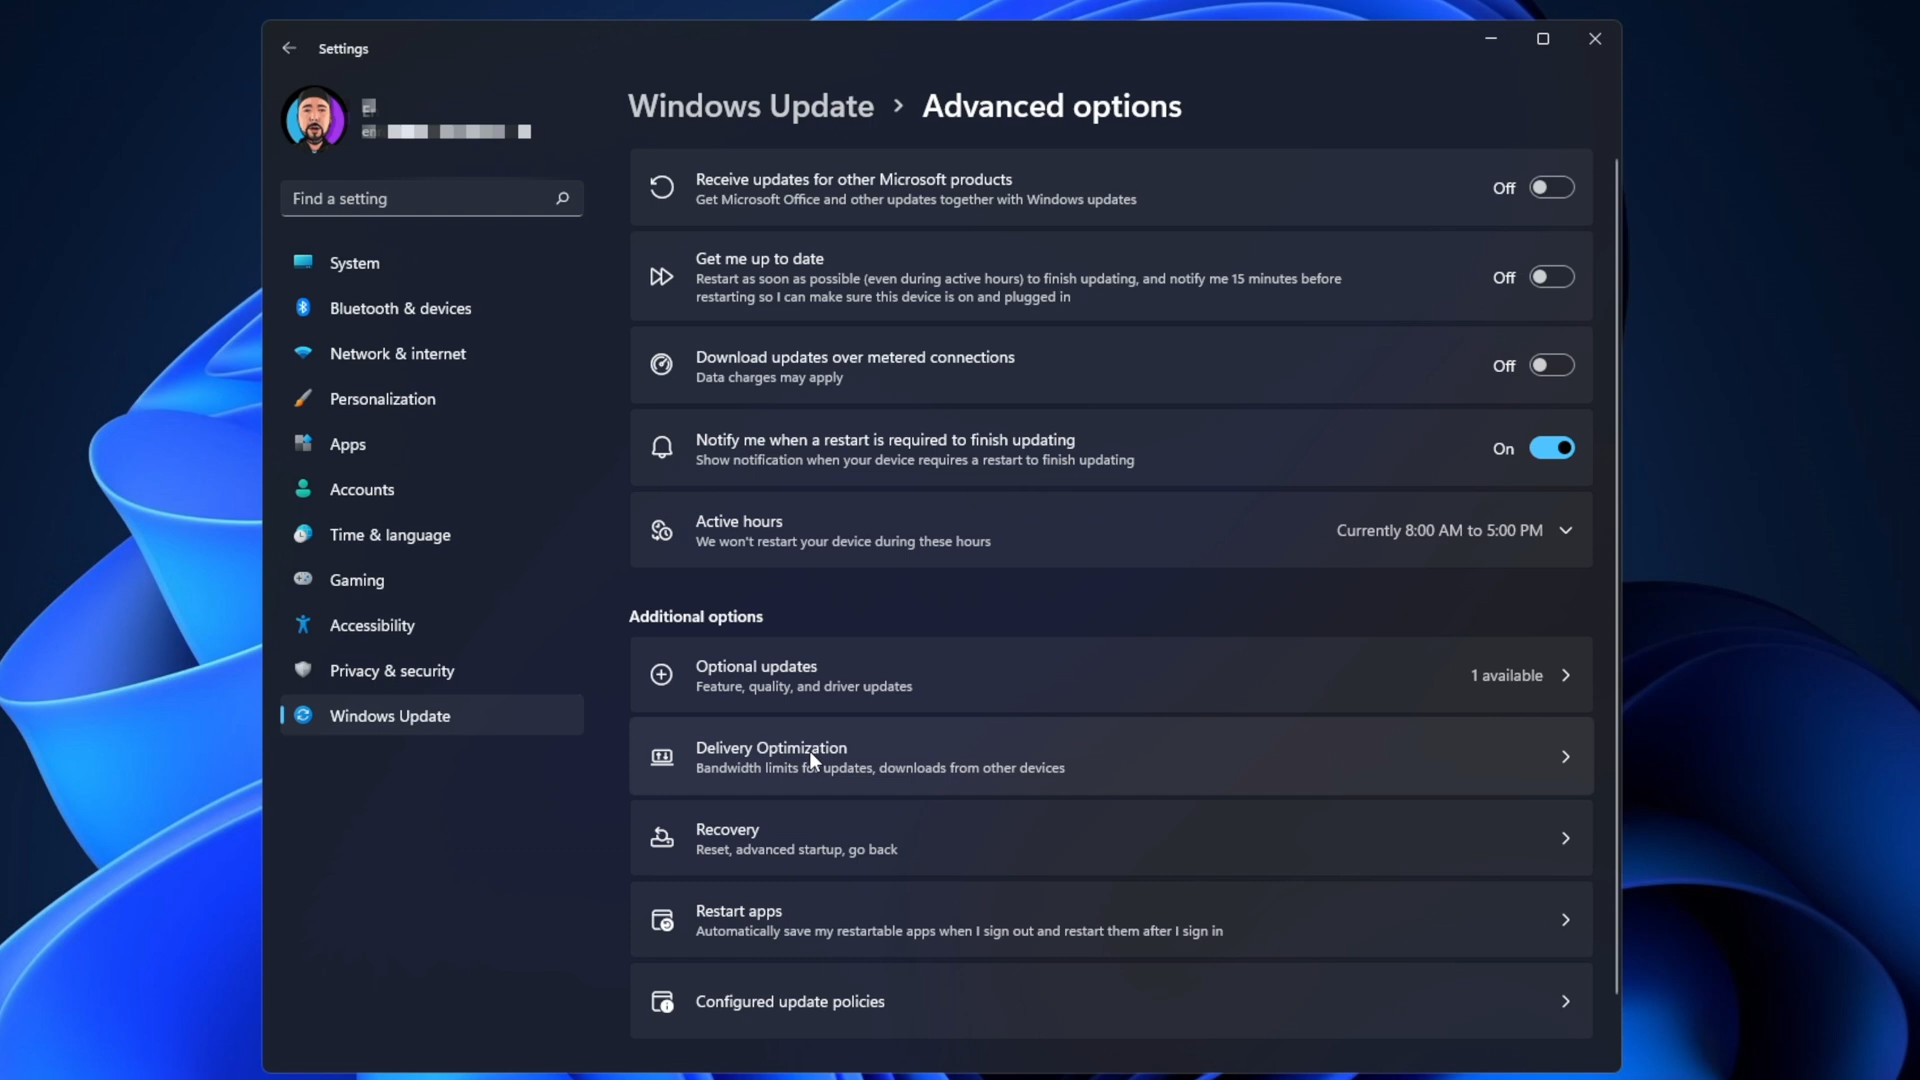 Settings
Windows Update > Advanced options
Find a setting
System
Bluetooth & devices
Network & internet
Personalization
Apps
Accounts
Time & language
Gaming
Accessibility
Privacy & security
Windows Update
Receive updates for other Microsoft products
Get Microsoft Office and other updates together with Windows updates
Off
Get me up to date
Restart as soon as possible (even during active hours) to finish updating, and notify me 15 minutes before
restarting so I can make sure this device is on and plugged in
Off
Download updates over metered connections
Data charges may apply
Off
Notify me when a restart is required to finish updating
Show notification when your device requires a restart to finish updating
On
Active hours
We won't restart your device during these hours
Currently 8:00 AM to 5:00 PM
Additional options
Optional updates
Feature, quality, and driver updates
1 available
Delivery Optimization
Bandwidth limits for updates, downloads from other devices
Recovery
Reset, advanced startup, go back
Restart apps
Automatically save my restartable apps when I sign out and restart them after I sign in
Configured update policies